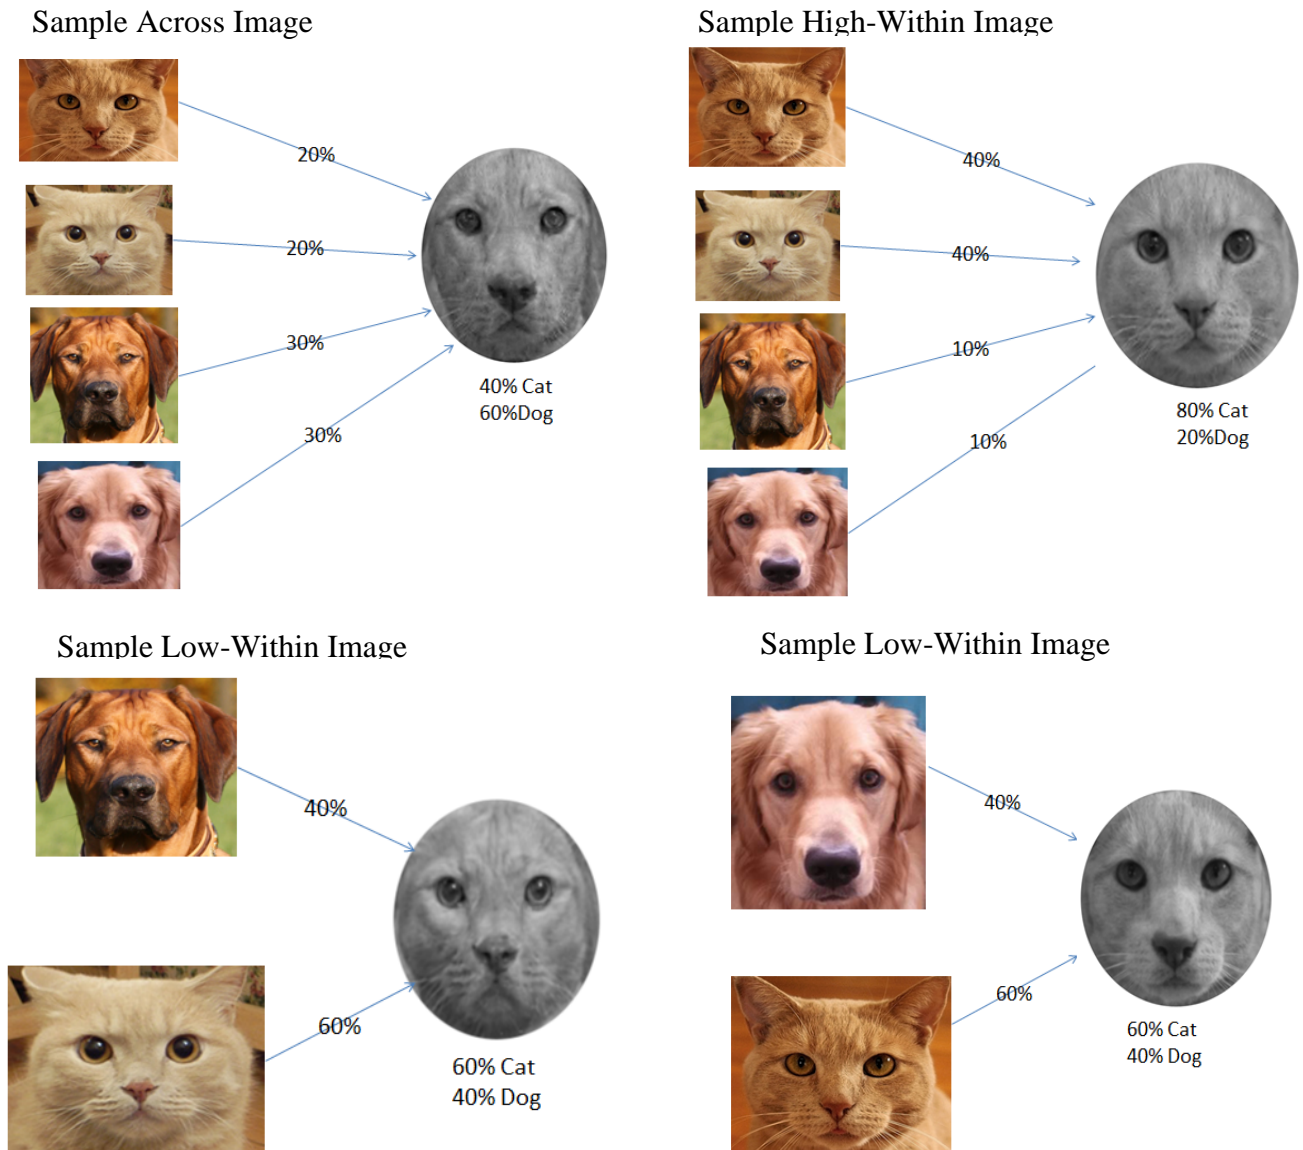 Sample Across Image
20%
20%
30%
30%
40% Cat
60%Dog
Sample High-Within Image
40%
40%
10%
10%
80% Cat
20%Dog
Sample Low-Within Image
40%
60%
60% Cat
40% Dog
Sample Low-Within Image
40%
60%
60% Cat
40% Dog